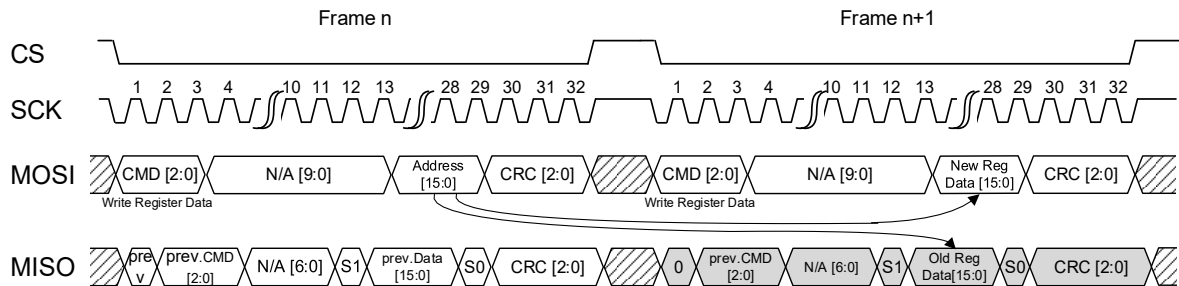 Frame n Frame n+1
CS
1 2 3 4 10 11 12 13 28 29 30 31 32 1 2 3 4 10 11 12 13 28 29 30 31 32
SCK
MOSI CMD [2:0] N/A [9:0] Address [15:0] CRC [2:0] CMD [2:0] N/A [9:0] New Reg Data [15:0] CRC [2:0]
Write Register Data Write Register Data
MISO pre v prev.CMD [2:0] N/A [6:0] S1 prev.Data [15:0] S0 CRC [2:0] 0 prev.CMD [2:0] N/A [6:0] S1 Old Reg Data[15:0] S0 CRC [2:0]